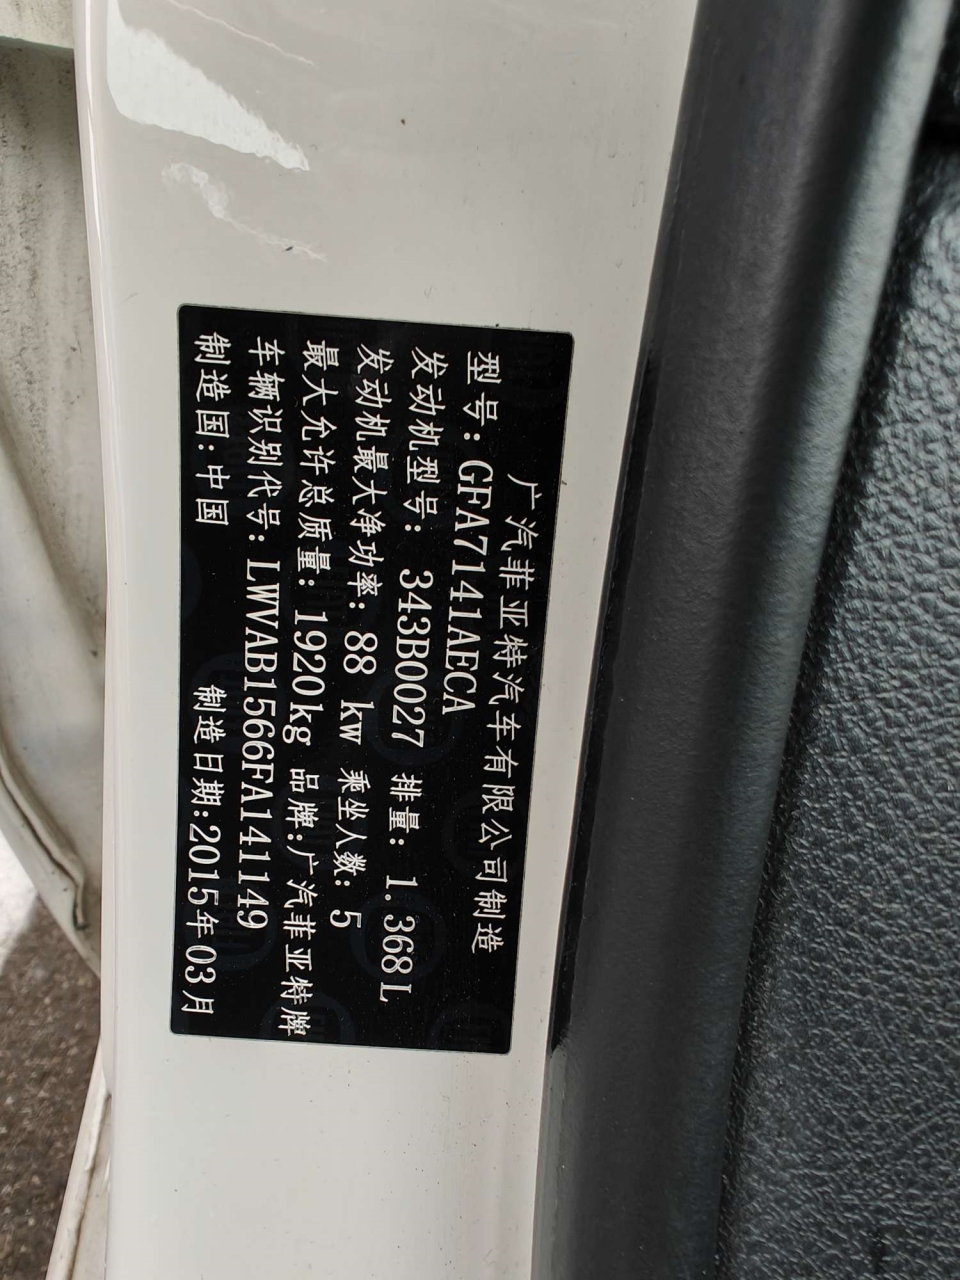 广汽菲亚特汽车有限公司制造
型号：GFA7141AECA
发动机型号： 343B0027 排量： 1.368L
发动机最大净功率：88 kw 乘坐人数： 5
最大允许总质量：1920kg 品牌：广汽菲亚特牌
车辆识别代号：LWVAB1566FA141149
制造国：中国 制造日期：2015年03月